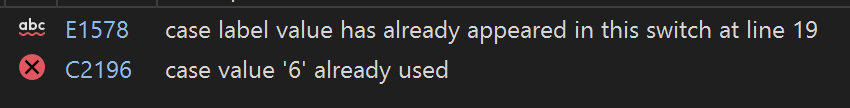 abc E1578 case label value has already appeared in this switch at line 19
C2196 case value '6' already used